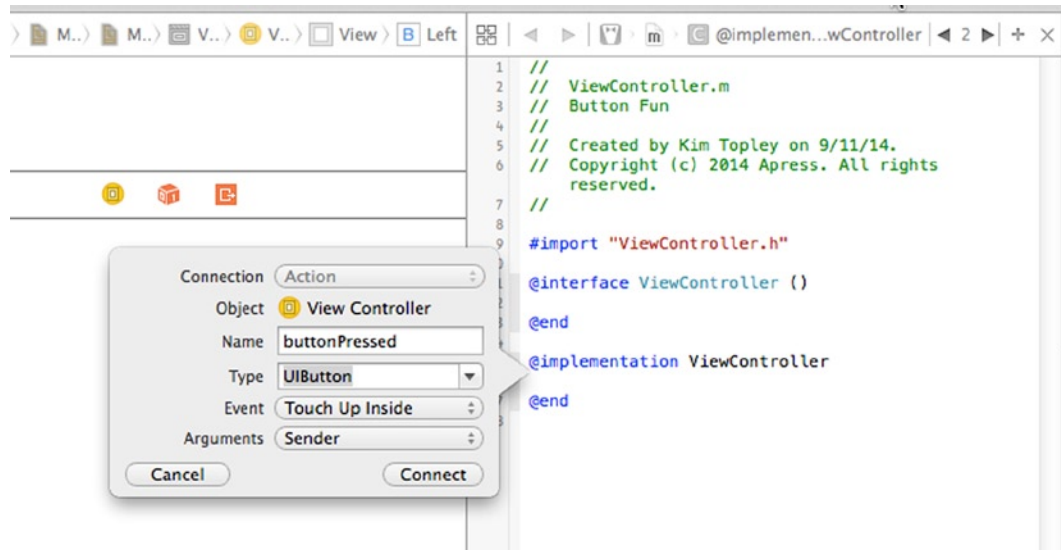 M.. M.. V.. V.. View B Left
m C @implemen...wController 2
1 //
2 // ViewController.m
3 // Button Fun
4 //
5 // Created by Kim Topley on 9/11/14.
6 // Copyright (c) 2014 Apress. All rights
reserved.
7 //
8
9 #import "ViewController.h"
@interface ViewController ()
@end
@implementation ViewController
@end
Connection Action
Object View Controller
Name buttonPressed
Type UIButton
Event Touch Up Inside
Arguments Sender
Cancel Connect